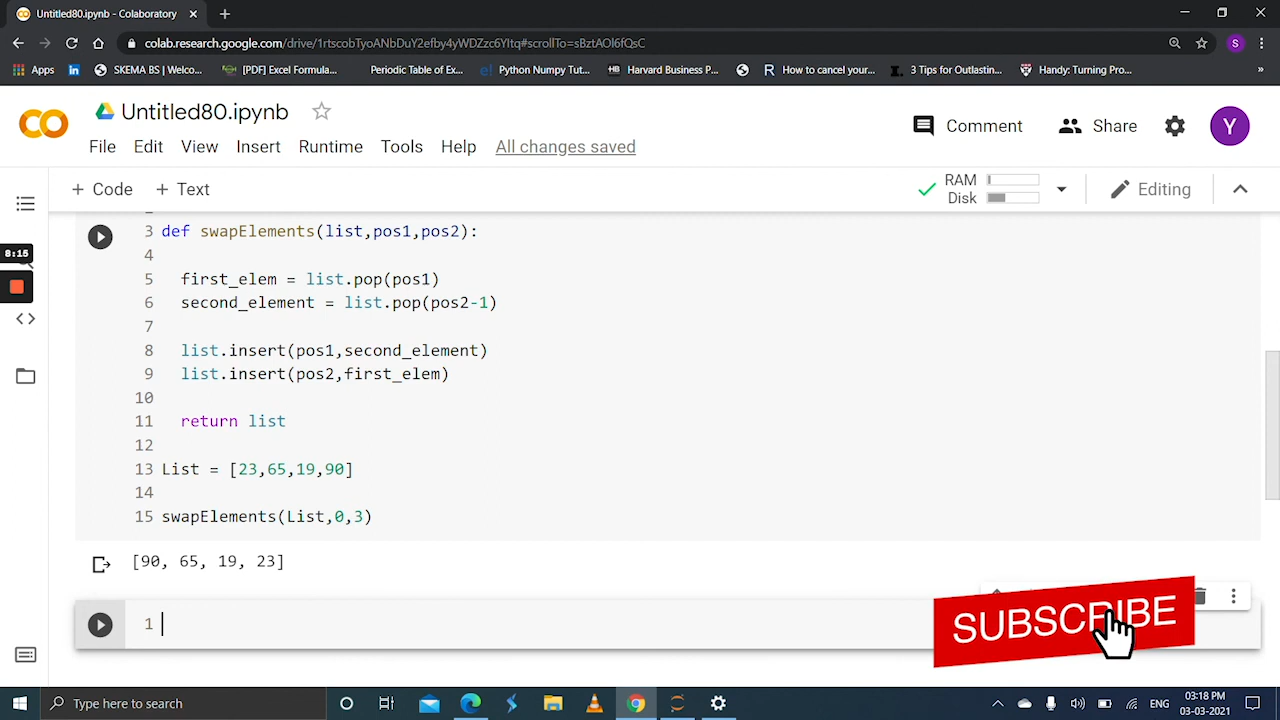 Untitled80.ipynb - Colaboratory
colab.research.google.com/drive/1rtscobTyoANbDuY2efby4yWDZzc6YItq#scrollTo=sBztAOl6fQsC
S
Apps
SKEMA BS | Welco...
[PDF] Excel Formula...
Periodic Table of Ex...
Python Numpy Tut...
Harvard Business P...
How to cancel your...
3 Tips for Outlastin...
Handy: Turning Pro...
»
CO
Untitled80.ipynb
Comment
Share
Y
File Edit View Insert Runtime Tools Help All changes saved
+ Code + Text
RAM
Disk
Editing
8:15
3 def swapElements(list,pos1,pos2):
4
5 first_elem = list.pop(pos1)
6 second_element = list.pop(pos2-1)
7
8 list.insert(pos1,second_element)
9 list.insert(pos2,first_elem)
10
11 return list
12
13 List = [23,65,19,90]
14
15 swapElements(List,0,3)
[90, 65, 19, 23]
1
SUBSCRIBE
Type here to search
ENG
03:18 PM
03-03-2021